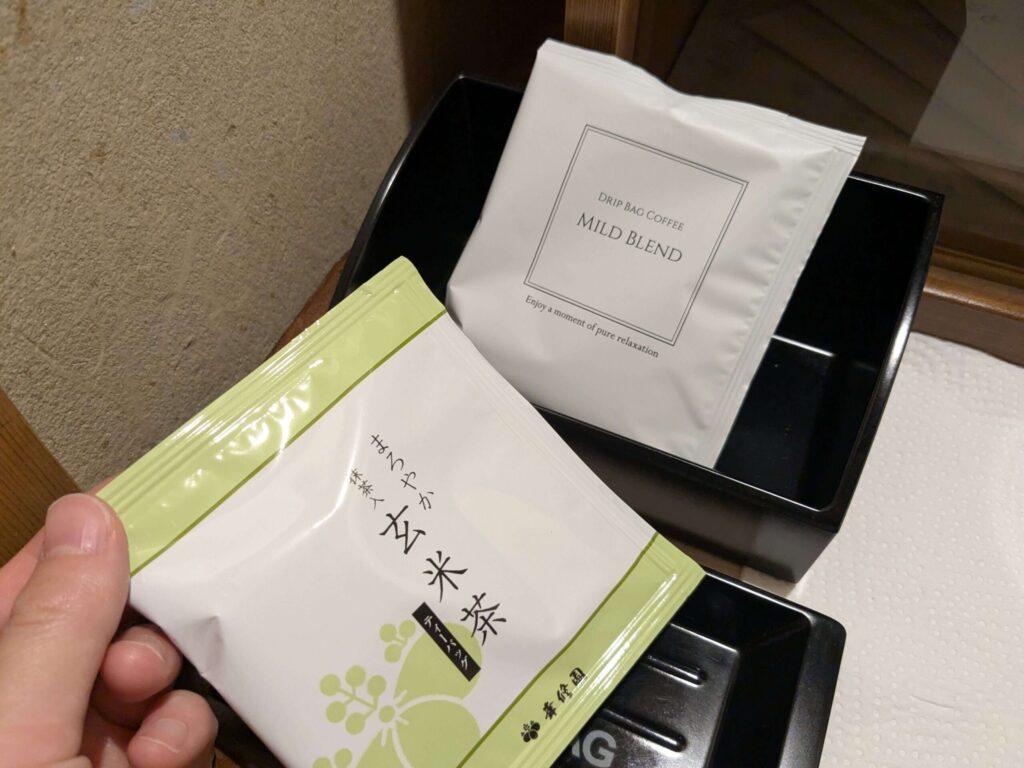 DRIP BAG COFFEE
MILD BLEND
Enjoy a moment of pure relaxation
まろやか
抹茶入
玄米茶
ティーバッグ